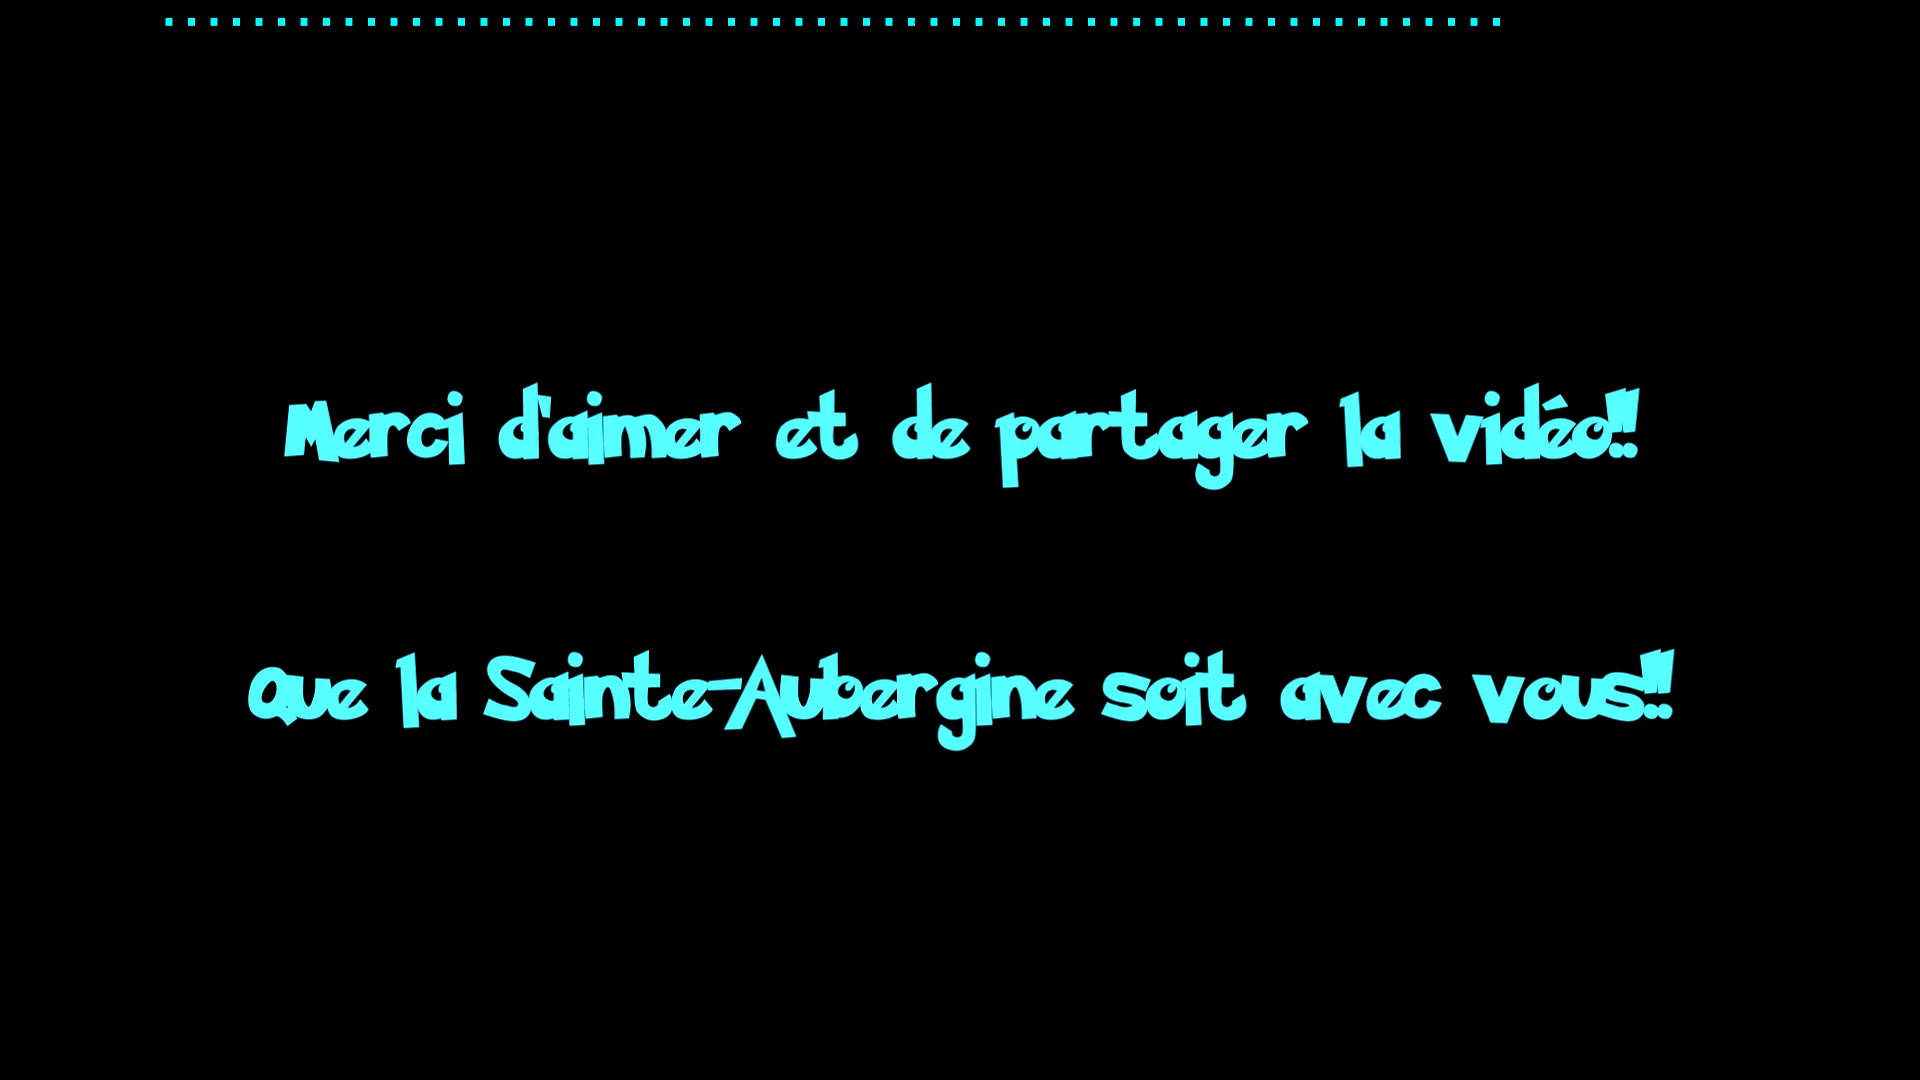 Merci d'aimer et de partager la vidéo!!
Que la Sainte-Aubergine soit avec vous!!